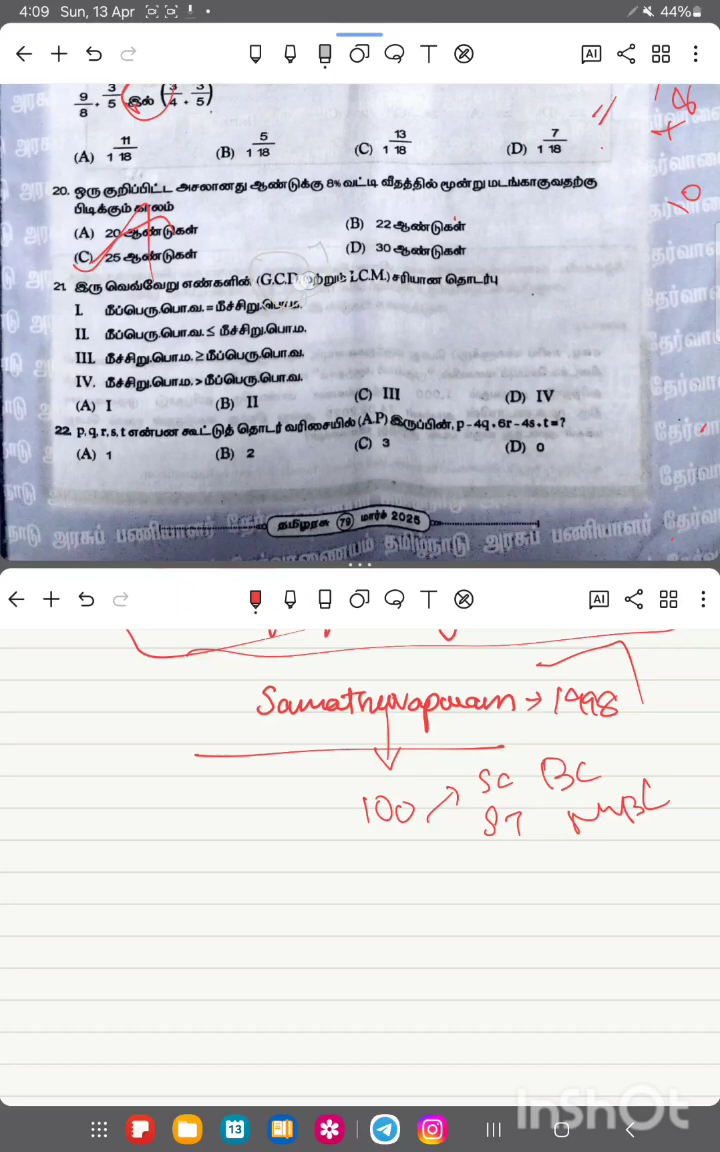 4:09 Sun, 13 Apr
44%
AI
9/8 ÷ 3/5 இல் (3/4 ÷ 3/5)
(A) 1 11/18
(B) 1 5/18
(C) 1 13/18
(D) 1 7/18
20. ஒரு குறிப்பிட்ட அசலானது ஆண்டுக்கு 8% வட்டி வீதத்தில் மூன்று மடங்காகுவதற்கு
பிடிக்கும் காலம்
(A) 20 ஆண்டுகள்
(B) 22 ஆண்டுகள்
(C) 25 ஆண்டுகள்
(D) 30 ஆண்டுகள்
21. இரு வெவ்வேறு எண்களின் (G.C.D மற்றும் L.C.M.) சரியான தொடர்பு
I. மீப்பெரு.பொ.வ. = மீச்சிறு.பொ.ம.
II. மீப்பெரு.பொ.வ. ≤ மீச்சிறு.பொ.ம.
III. மீச்சிறு.பொ.ம. ≥ மீப்பெரு.பொ.வ.
IV. மீச்சிறு.பொ.ம. > மீப்பெரு.பொ.வ.
(A) I
(B) II
(C) III
(D) IV
22. p, q, r, s, t என்பன கூட்டுத் தொடர் வரிசையில் (A.P) இருப்பின், p - 4q + 6r - 4s + t = ?
(A) 1
(B) 2
(C) 3
(D) 0
தமிழரசு 79 மார்ச் 2025
AI
Samathuvapuram → 1998
100 SC BC
ST MBC
13
InShOt